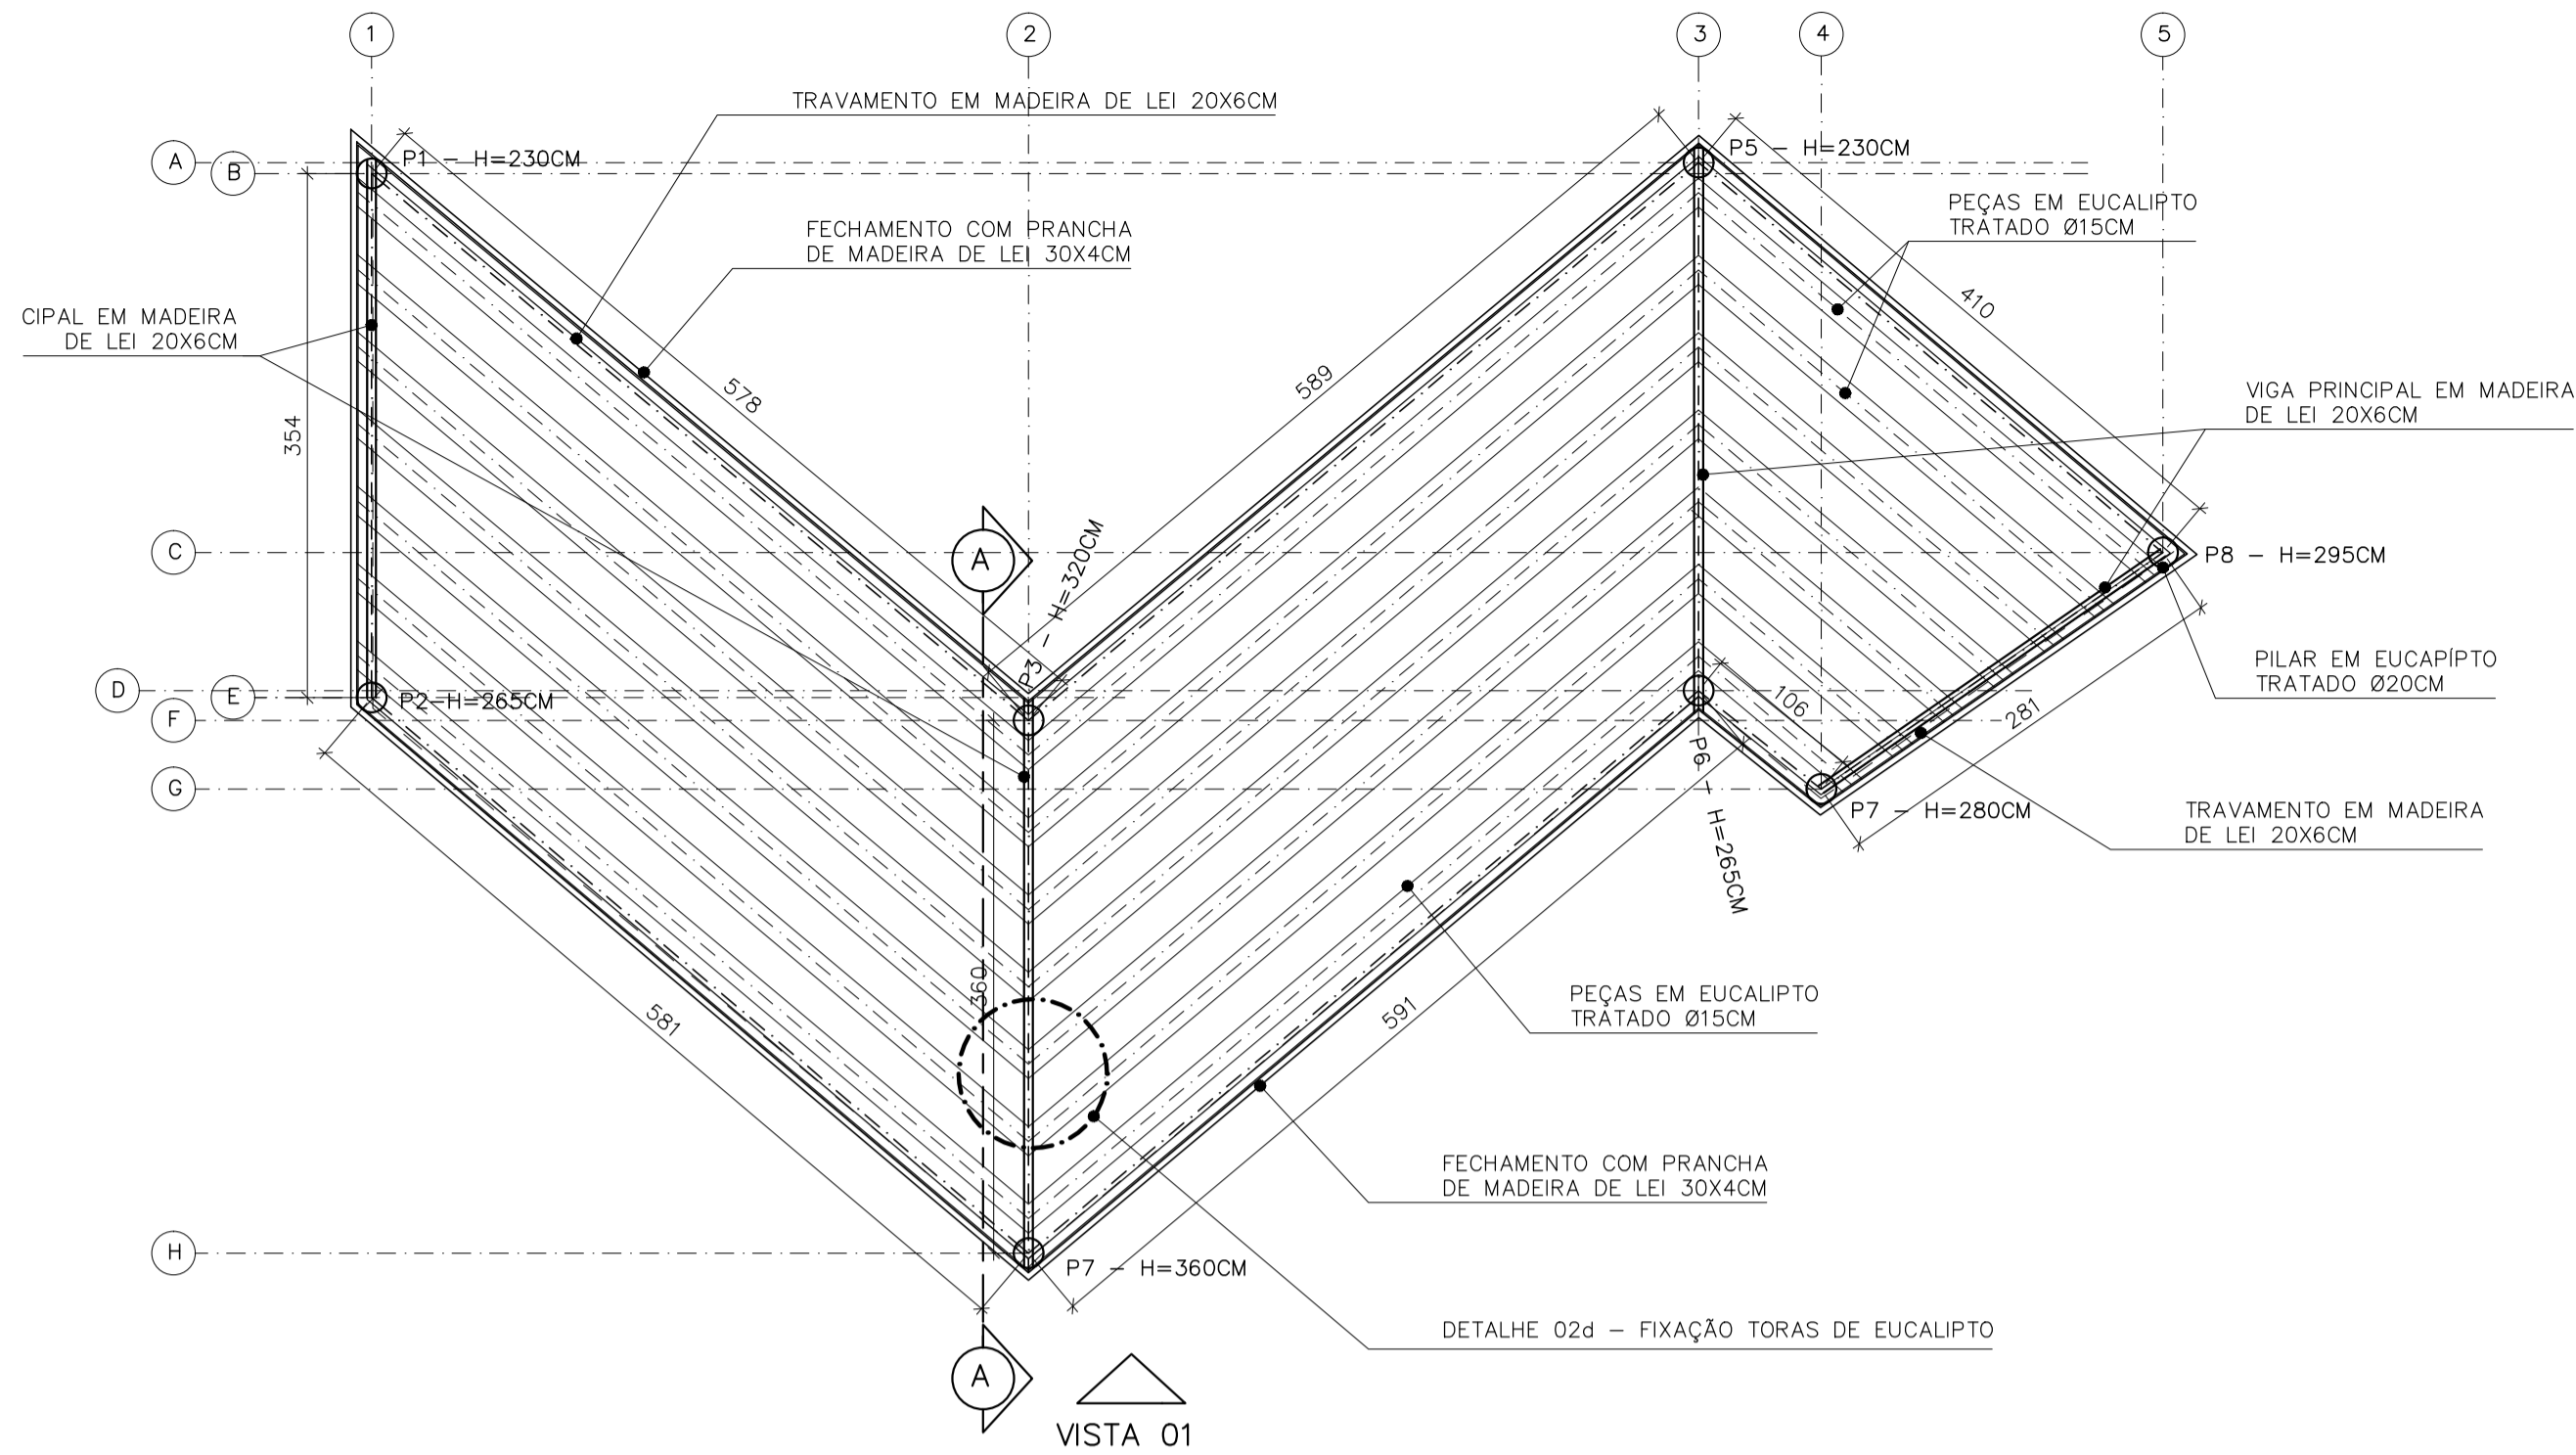 1
2
3
4
5
TRAVAMENTO EM MADEIRA DE LEI 20X6CM
A
B
P1 - H=230CM
P5 - H=230CM
PEÇAS EM EUCALIPTO
TRATADO Ø15CM
FECHAMENTO COM PRANCHA
DE MADEIRA DE LEI 30X4CM
CIPAL EM MADEIRA
DE LEI 20X6CM
410
578
589
354
VIGA PRINCIPAL EM MADEIRA
DE LEI 20X6CM
C
A
P3 - H=320CM
P8 - H=295CM
D
E
F
P2-H=265CM
106
281
PILAR EM EUCAPÍPTO
TRATADO Ø20CM
G
P6 - H=265CM
P7 - H=280CM
TRAVAMENTO EM MADEIRA
DE LEI 20X6CM
360
581
591
PEÇAS EM EUCALIPTO
TRATADO Ø15CM
FECHAMENTO COM PRANCHA
DE MADEIRA DE LEI 30X4CM
H
P7 - H=360CM
DETALHE 02d - FIXAÇÃO TORAS DE EUCALIPTO
A
VISTA 01